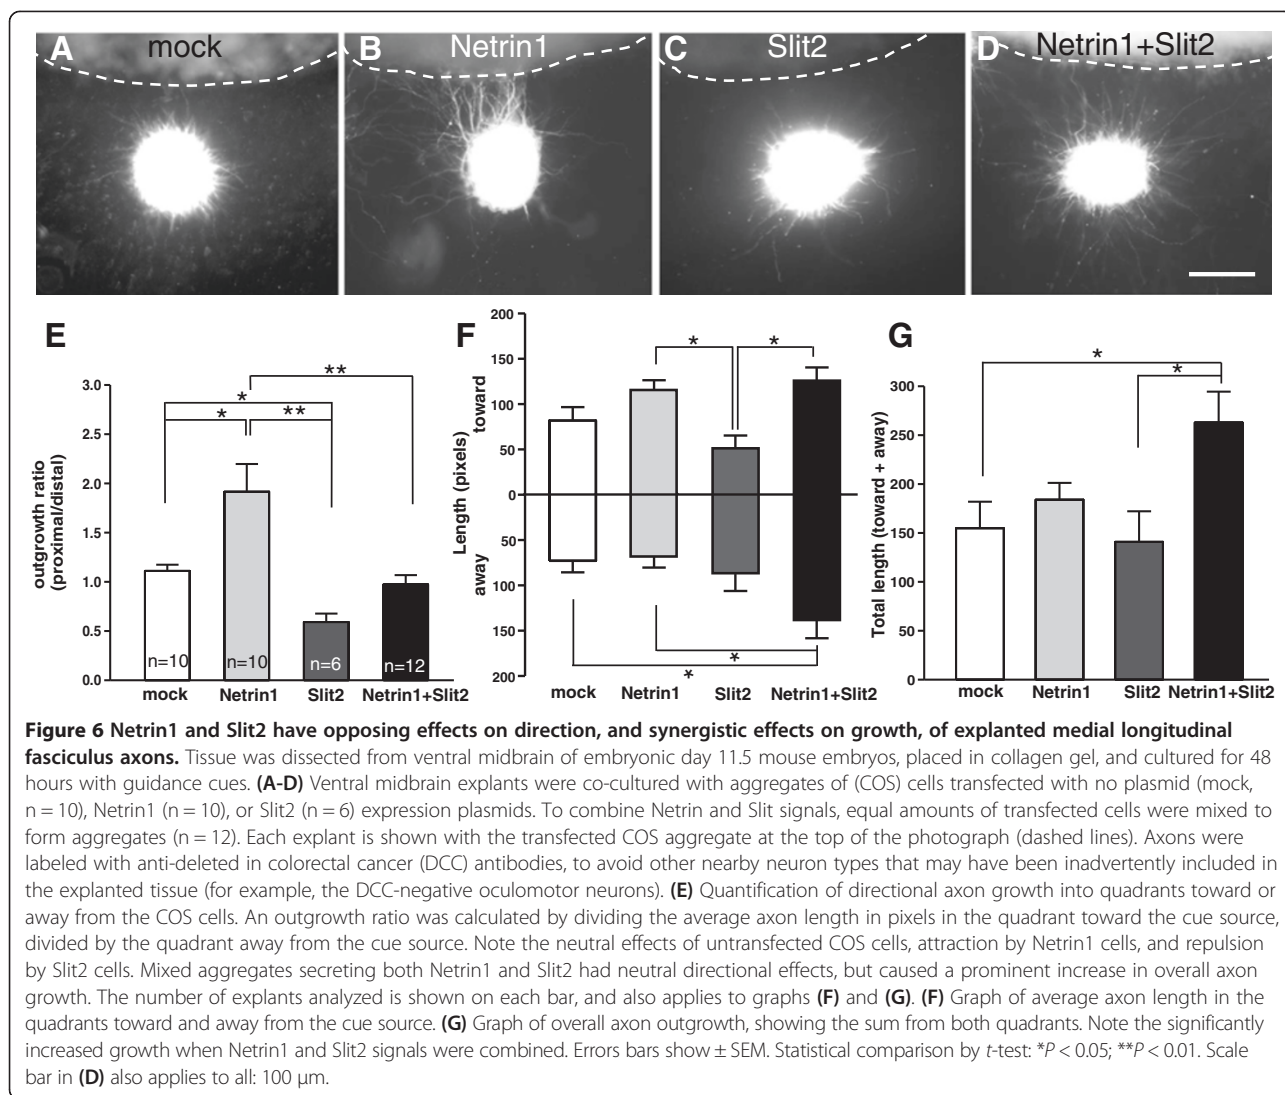 A mock
B Netrin1
C Slit2
D Netrin1+Slit2
E
outgrowth ratio
(proximal/distal)
3.0
2.5
2.0
1.5
1.0
0.5
0.0
*
*
**
**
n=10
n=10
n=6
n=12
mock Netrin1 Slit2 Netrin1+Slit2
F
Length (pixels)
toward
away
200
150
100
50
0
50
100
150
200
*
*
*
*
mock Netrin1 Slit2 Netrin1+Slit2
G
Total length (toward + away)
300
250
200
150
100
50
0
*
*
mock Netrin1 Slit2 Netrin1+Slit2
Figure 6 Netrin1 and Slit2 have opposing effects on direction, and synergistic effects on growth, of explanted medial longitudinal
fasciculus axons. Tissue was dissected from ventral midbrain of embryonic day 11.5 mouse embryos, placed in collagen gel, and cultured for 48
hours with guidance cues. (A-D) Ventral midbrain explants were co-cultured with aggregates of (COS) cells transfected with no plasmid (mock,
n = 10), Netrin1 (n = 10), or Slit2 (n = 6) expression plasmids. To combine Netrin and Slit signals, equal amounts of transfected cells were mixed to
form aggregates (n = 12). Each explant is shown with the transfected COS aggregate at the top of the photograph (dashed lines). Axons were
labeled with anti-deleted in colorectal cancer (DCC) antibodies, to avoid other nearby neuron types that may have been inadvertently included in
the explanted tissue (for example, the DCC-negative oculomotor neurons). (E) Quantification of directional axon growth into quadrants toward or
away from the COS cells. An outgrowth ratio was calculated by dividing the average axon length in pixels in the quadrant toward the cue source,
divided by the quadrant away from the cue source. Note the neutral effects of untransfected COS cells, attraction by Netrin1 cells, and repulsion
by Slit2 cells. Mixed aggregates secreting both Netrin1 and Slit2 had neutral directional effects, but caused a prominent increase in overall axon
growth. The number of explants analyzed is shown on each bar, and also applies to graphs (F) and (G). (F) Graph of average axon length in the
quadrants toward and away from the cue source. (G) Graph of overall axon outgrowth, showing the sum from both quadrants. Note the significantly
increased growth when Netrin1 and Slit2 signals were combined. Errors bars show ± SEM. Statistical comparison by t-test: *P < 0.05; **P < 0.01. Scale
bar in (D) also applies to all: 100 μm.